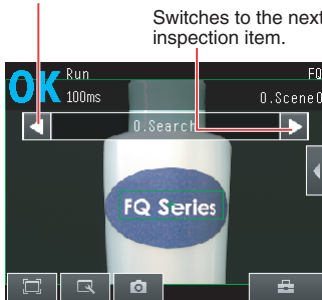 Switches to the next
inspection item.
OK Run FQ
100ms 0.Scene0
0.Search
FQ Series